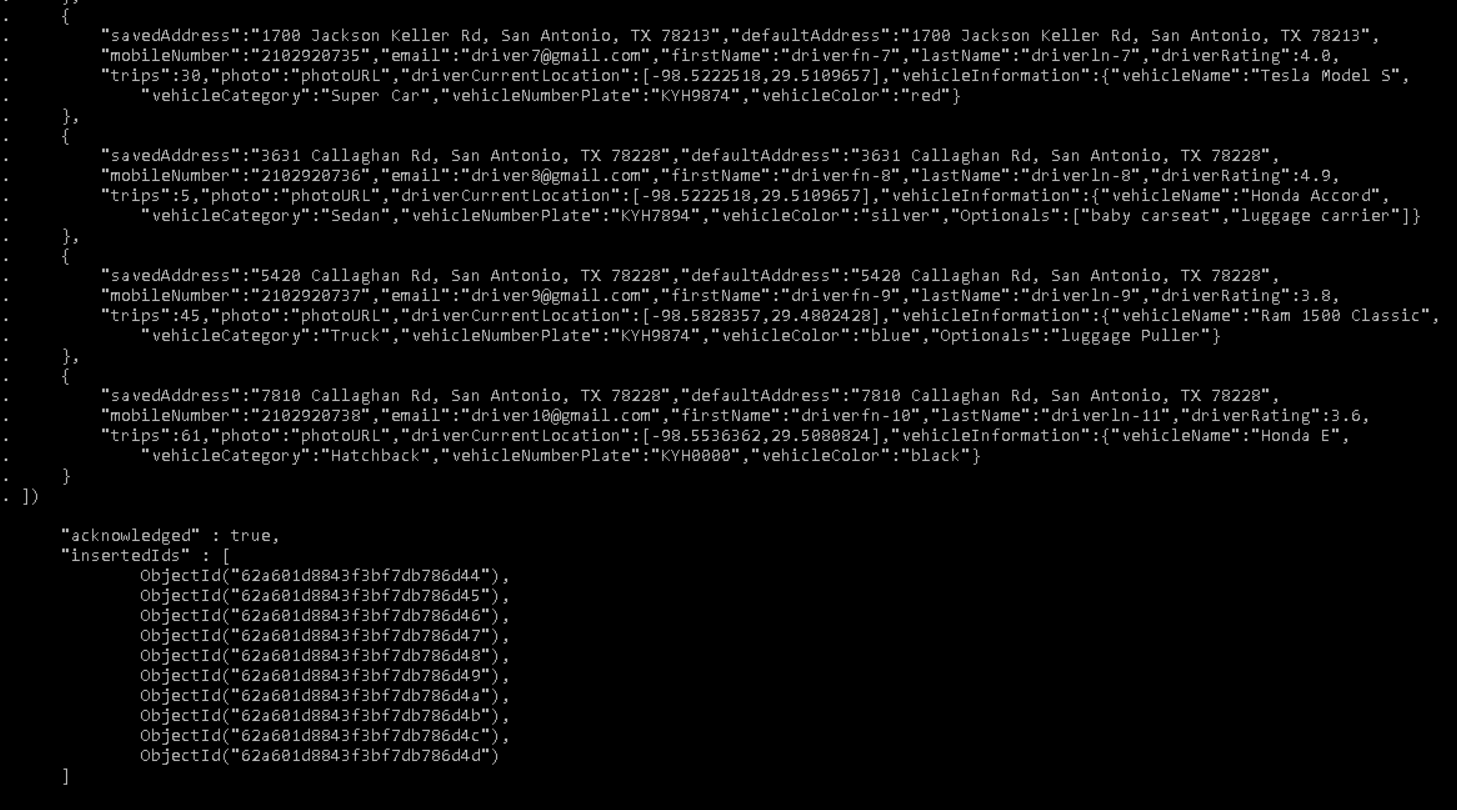 . },
. {
. "savedAddress":"1700 Jackson Keller Rd, San Antonio, TX 78213","defaultAddress":"1700 Jackson Keller Rd, San Antonio, TX 78213",
. "mobileNumber":"2102920735","email":"driver7@gmail.com","firstName":"driverfn-7","lastName":"driverln-7","driverRating":4.0,
. "trips":30,"photo":"photoURL","driverCurrentLocation":[-98.5222518,29.5109657],"vehicleInformation":{"vehicleName":"Tesla Model S",
. "vehicleCategory":"Super Car","vehicleNumberPlate":"KYH9874","vehicleColor":"red"}
. },
. {
. "savedAddress":"3631 Callaghan Rd, San Antonio, TX 78228","defaultAddress":"3631 Callaghan Rd, San Antonio, TX 78228",
. "mobileNumber":"2102920736","email":"driver8@gmail.com","firstName":"driverfn-8","lastName":"driverln-8","driverRating":4.9,
. "trips":5,"photo":"photoURL","driverCurrentLocation":[-98.5222518,29.5109657],"vehicleInformation":{"vehicleName":"Honda Accord",
. "vehicleCategory":"Sedan","vehicleNumberPlate":"KYH7894","vehicleColor":"silver","Optionals":["baby carseat","luggage carrier"]}
. },
. {
. "savedAddress":"5420 Callaghan Rd, San Antonio, TX 78228","defaultAddress":"5420 Callaghan Rd, San Antonio, TX 78228",
. "mobileNumber":"2102920737","email":"driver9@gmail.com","firstName":"driverfn-9","lastName":"driverln-9","driverRating":3.8,
. "trips":45,"photo":"photoURL","driverCurrentLocation":[-98.5828357,29.4802428],"vehicleInformation":{"vehicleName":"Ram 1500 Classic",
. "vehicleCategory":"Truck","vehicleNumberPlate":"KYH9874","vehicleColor":"blue","Optionals":"luggage Puller"}
. },
. {
. "savedAddress":"7810 Callaghan Rd, San Antonio, TX 78228","defaultAddress":"7810 Callaghan Rd, San Antonio, TX 78228",
. "mobileNumber":"2102920738","email":"driver10@gmail.com","firstName":"driverfn-10","lastName":"driverln-11","driverRating":3.6,
. "trips":61,"photo":"photoURL","driverCurrentLocation":[-98.5536362,29.5080824],"vehicleInformation":{"vehicleName":"Honda E",
. "vehicleCategory":"Hatchback","vehicleNumberPlate":"KYH0000","vehicleColor":"black"}
. }
. ])
"acknowledged" : true,
"insertedIds" : [
ObjectId("62a601d8843f3bf7db786d44"),
ObjectId("62a601d8843f3bf7db786d45"),
ObjectId("62a601d8843f3bf7db786d46"),
ObjectId("62a601d8843f3bf7db786d47"),
ObjectId("62a601d8843f3bf7db786d48"),
ObjectId("62a601d8843f3bf7db786d49"),
ObjectId("62a601d8843f3bf7db786d4a"),
ObjectId("62a601d8843f3bf7db786d4b"),
ObjectId("62a601d8843f3bf7db786d4c"),
ObjectId("62a601d8843f3bf7db786d4d")
]